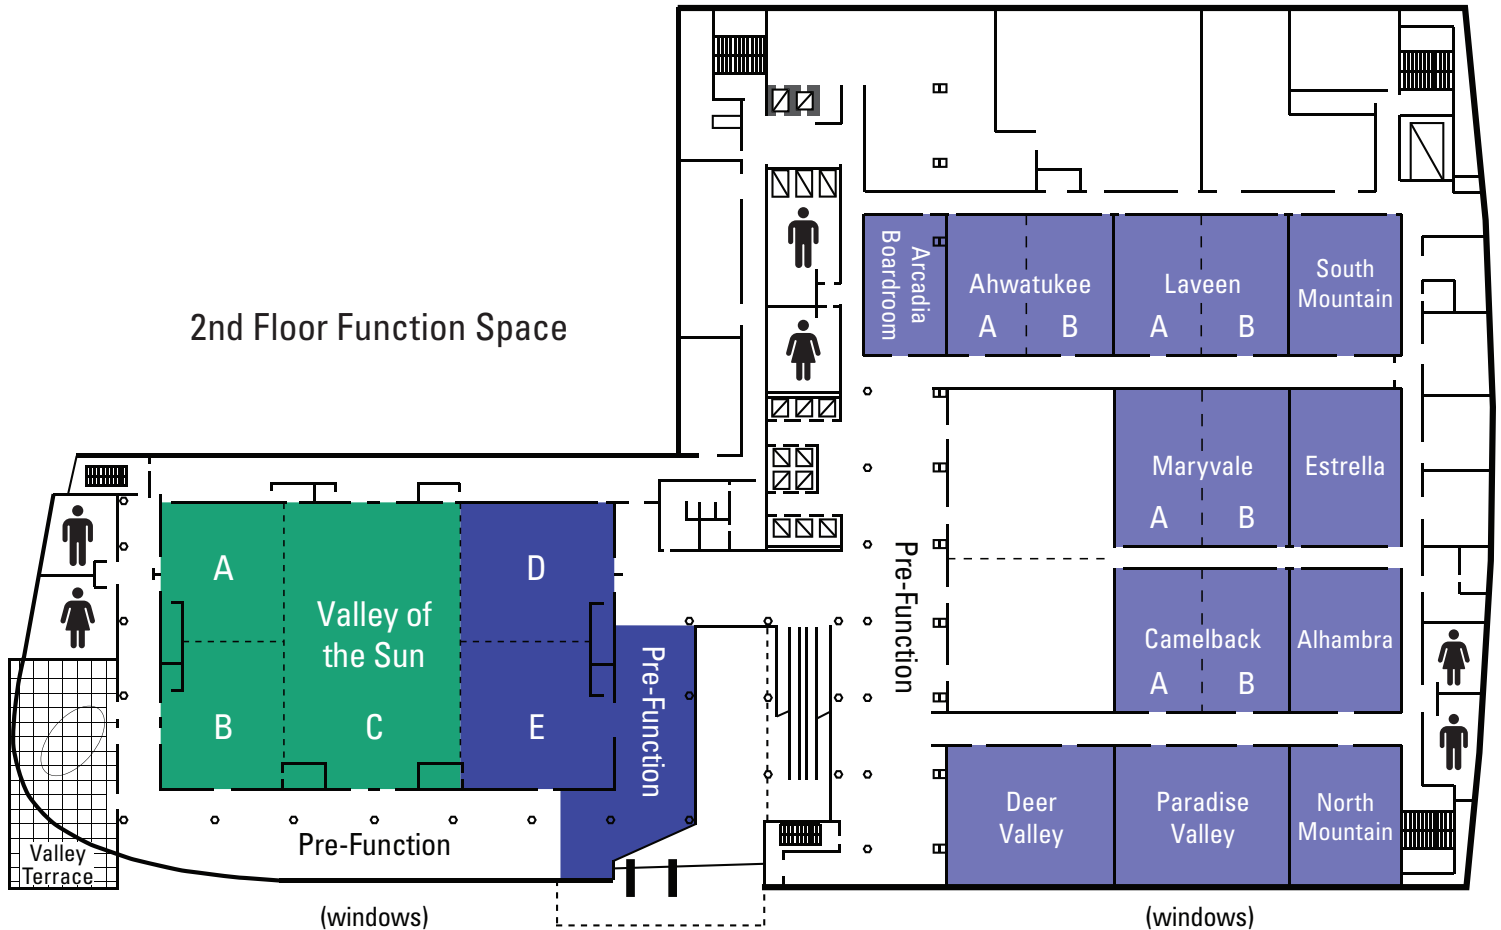 2nd Floor Function Space
Arcadia
Boardroom
Ahwatukee
A B
Laveen
A B
South
Mountain
Maryvale
A B
Estrella
Pre-Function
Camelback
A B
Alhambra
Deer
Valley
Paradise
Valley
North
Mountain
A
D
Valley of
the Sun
B
C
E
Pre-Function
Pre-Function
Valley
Terrace
(windows)
(windows)